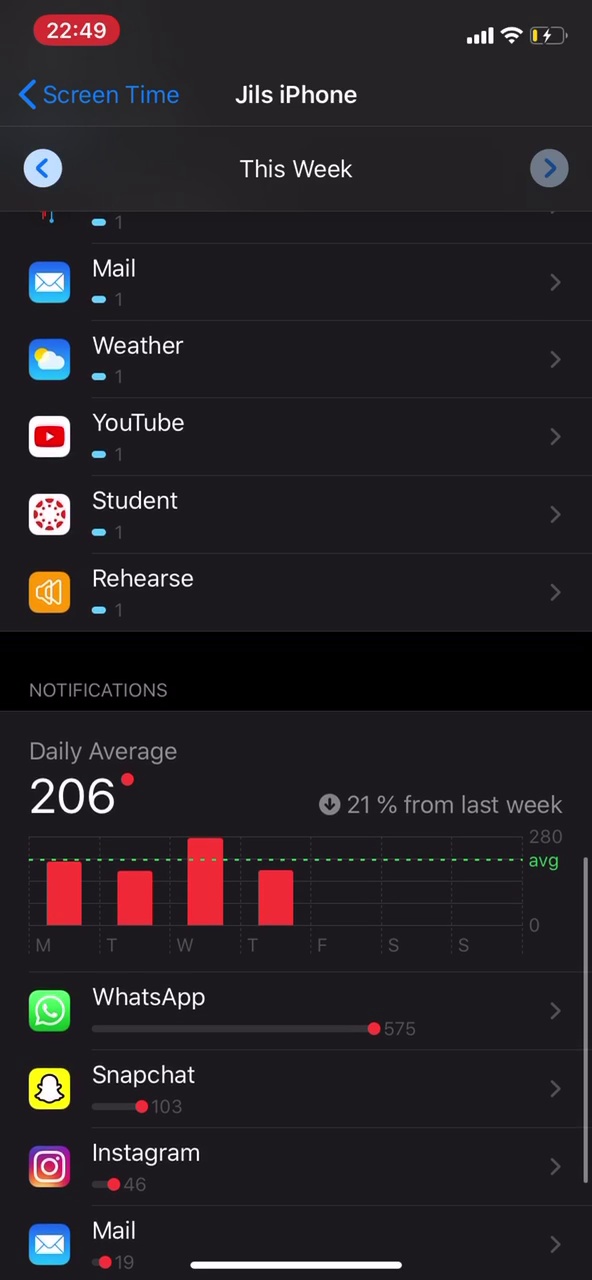 22:49
Screen Time
Jils iPhone
This Week
1
Mail
1
Weather
1
YouTube
1
Student
1
Rehearse
1
NOTIFICATIONS
Daily Average
206
21 % from last week
280
avg
0
M T W T F S S
WhatsApp
575
Snapchat
103
Instagram
46
Mail
19